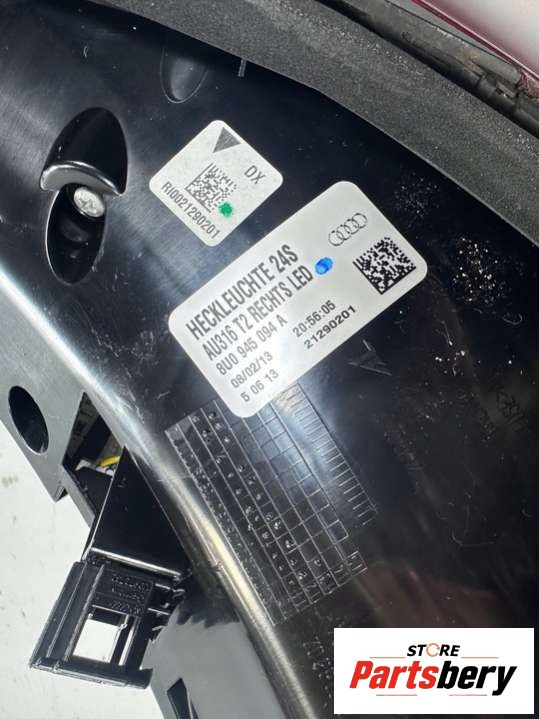 DX
RI0021290201
HECKLEUCHTE 24S
AU316 T2 RECHTS LED
8U0 945 094 A
08/02/13
20:56:05
5 06 13
21290201
STORE
Partsbery